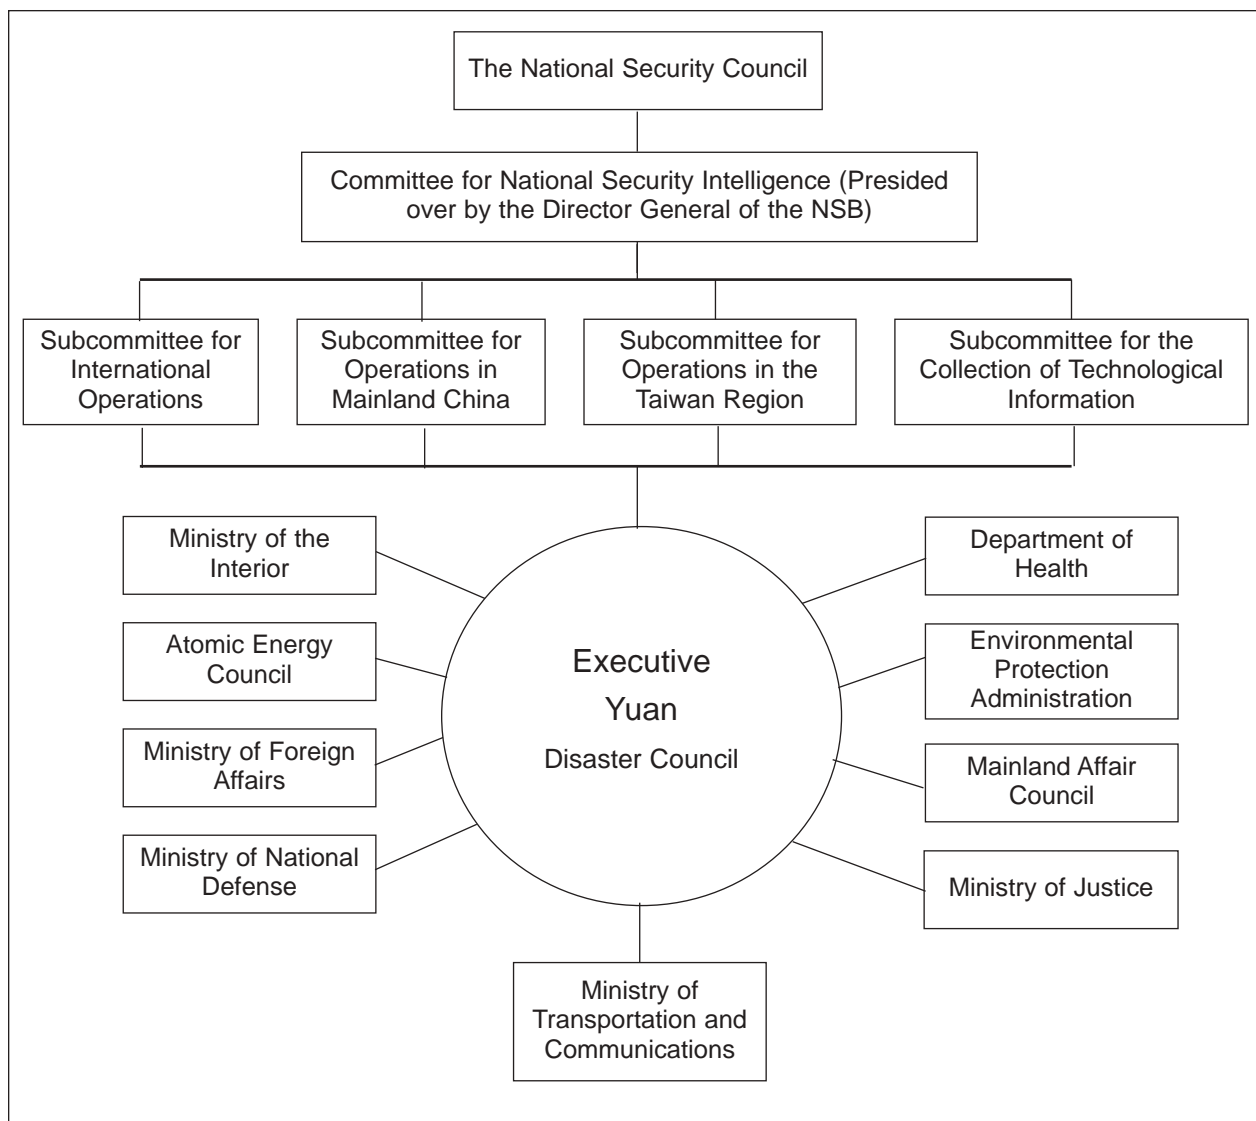 The National Security Council
Committee for National Security Intelligence (Presided
over by the Director General of the NSB)
Subcommittee for
International
Operations
Subcommittee for
Operations in
Mainland China
Subcommittee for
Operations in the
Taiwan Region
Subcommittee for the
Collection of Technological
Information
Ministry of the
Interior
Atomic Energy
Council
Ministry of Foreign
Affairs
Ministry of National
Defense
Executive
Yuan
Disaster Council
Department of
Health
Environmental
Protection
Administration
Mainland Affair
Council
Ministry of Justice
Ministry of
Transportation and
Communications